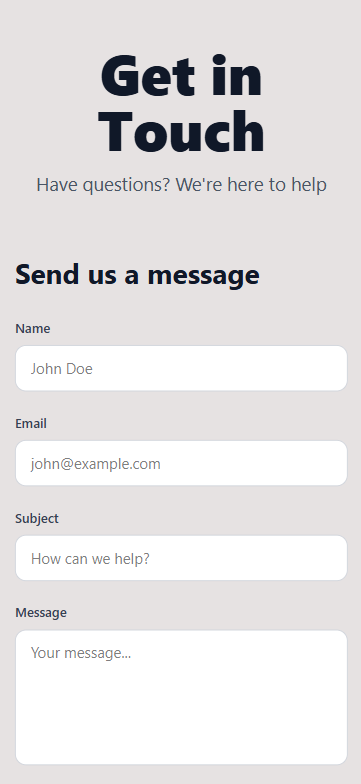 Get in
Touch
Have questions? We're here to help
Send us a message
Name
John Doe
Email
john@example.com
Subject
How can we help?
Message
Your message...